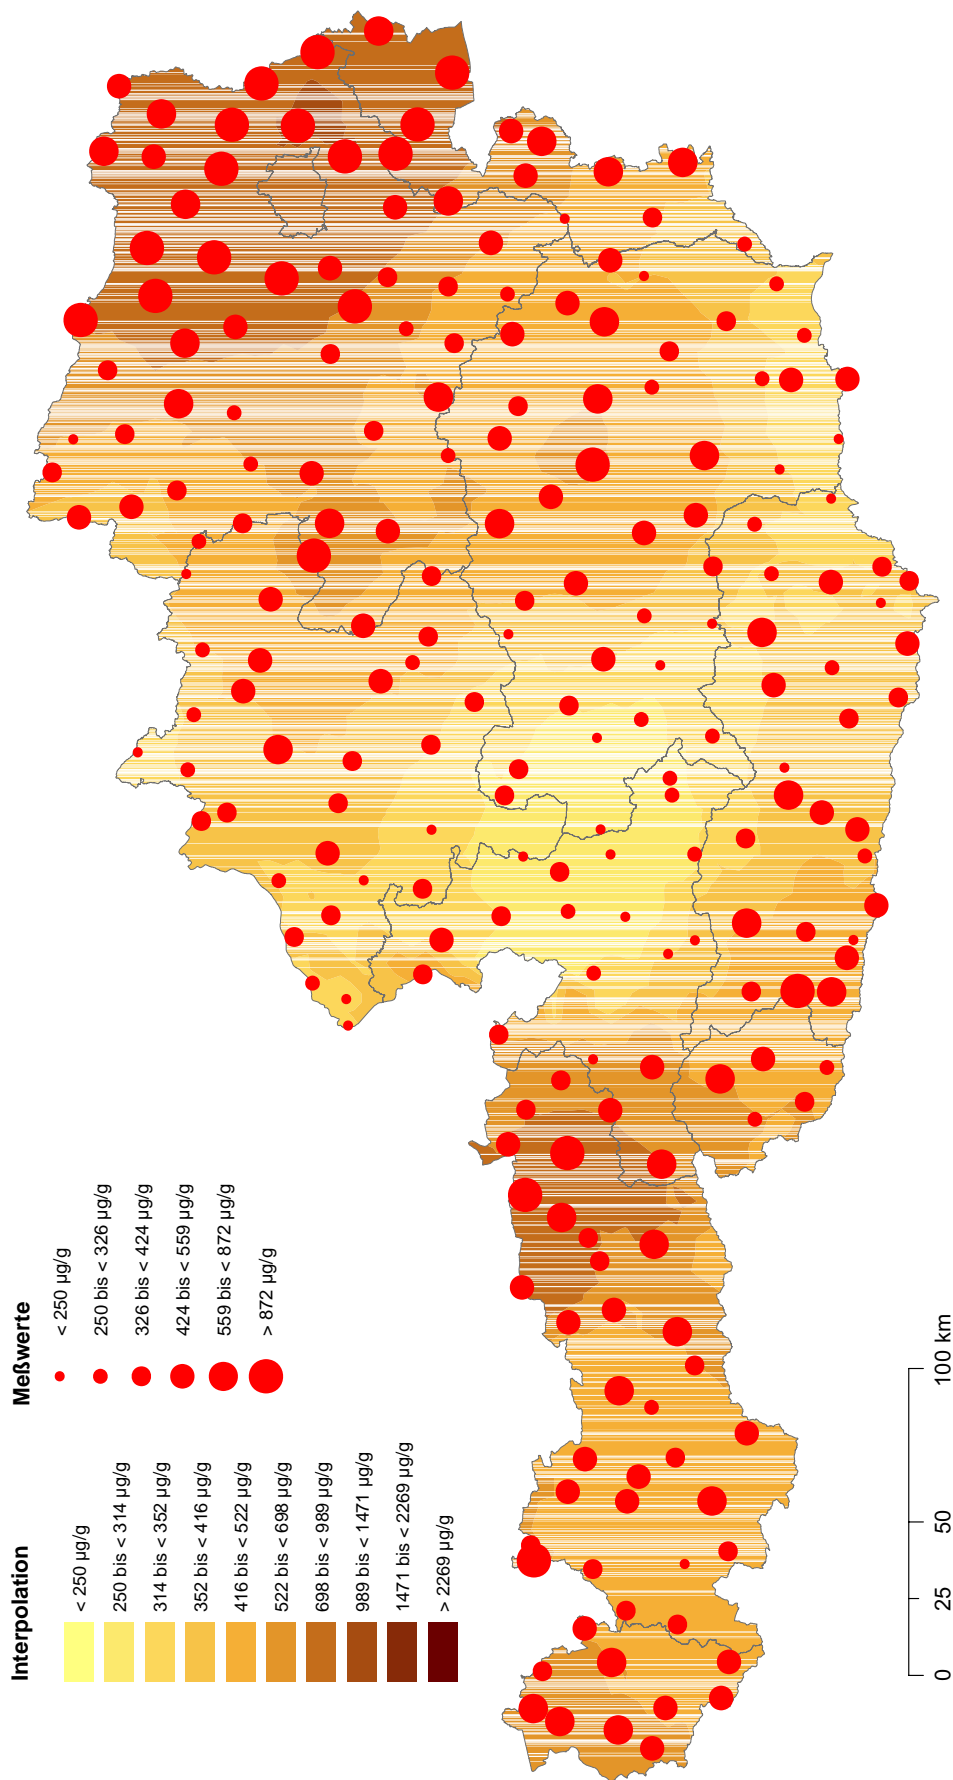 Interpolation
< 250 µg/g
250 bis < 314 µg/g
314 bis < 352 µg/g
352 bis < 416 µg/g
416 bis < 522 µg/g
522 bis < 698 µg/g
698 bis < 989 µg/g
989 bis < 1471 µg/g
1471 bis < 2269 µg/g
> 2269 µg/g
Meßwerte
< 250 µg/g
250 bis < 326 µg/g
326 bis < 424 µg/g
424 bis < 559 µg/g
559 bis < 872 µg/g
> 872 µg/g
0 25 50 100 km